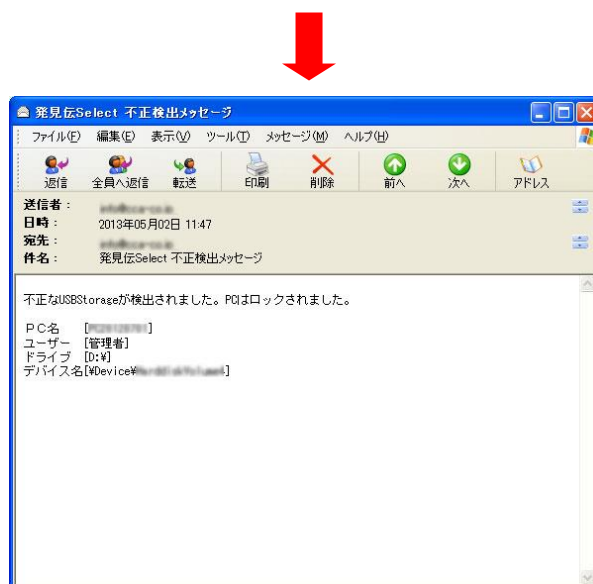 発見伝Select 不正検出メッセージ
ファイル(F) 編集(E) 表示(V) ツール(T) メッセージ(M) ヘルプ(H)
返信 全員へ返信 転送 印刷 削除 前へ 次へ アドレス
送信者：
日時： 2013年05月02日 11:47
宛先：
件名： 発見伝Select 不正検出メッセージ
不正なUSBStorageが検出されました。PCはロックされました。
ＰＣ名 [ ]
ユーザー [管理者]
ドライブ [D:¥]
デバイス名[¥Device¥ ]